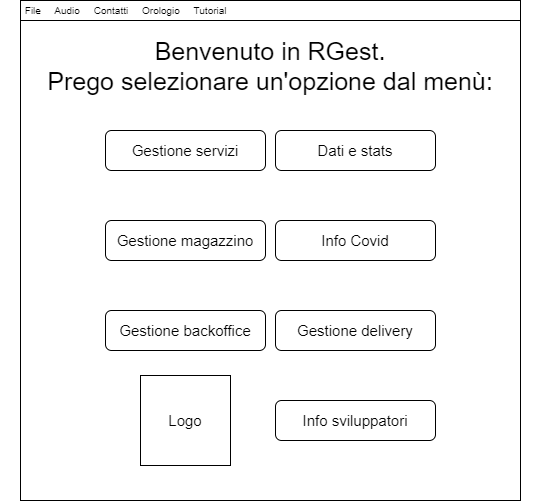 File Audio Contatti Orologio Tutorial
Benvenuto in RGest.
Prego selezionare un'opzione dal menù:
Gestione servizi
Dati e stats
Gestione magazzino
Info Covid
Gestione backoffice
Gestione delivery
Logo
Info sviluppatori